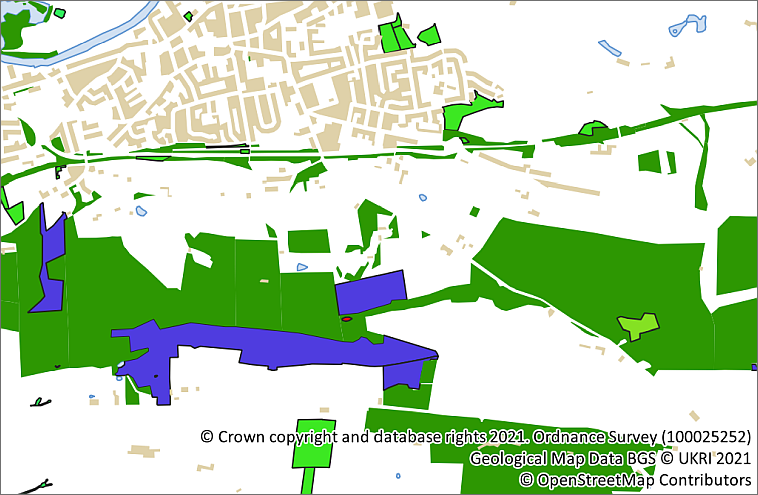 © Crown copyright and database rights 2021. Ordnance Survey (100025252)
Geological Map Data BGS © UKRI 2021
© OpenStreetMap Contributors